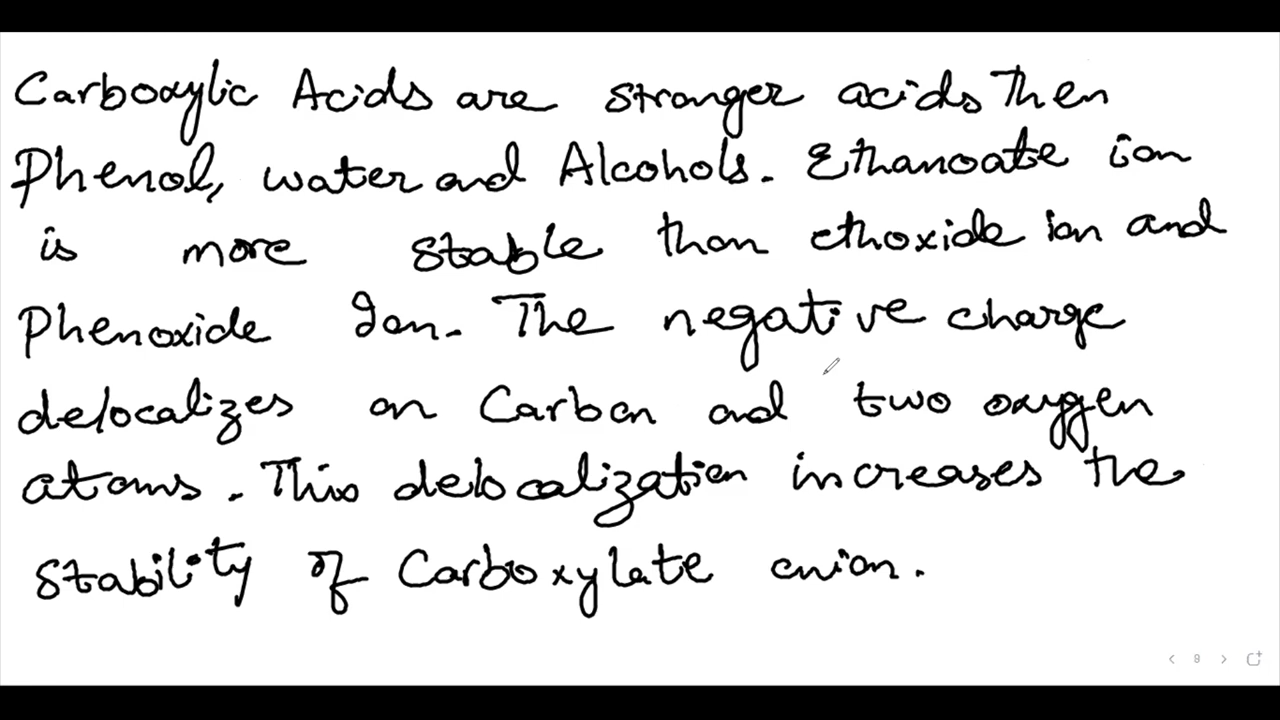 Carboxylic Acids are stronger acids Then
Phenol, water and Alcohols. Ethanoate ion
is more stable than ethoxide ion and
Phenoxide Ion. The negative charge
delocalizes on Carbon and two oxygen
atoms. This delocalization increases the
stability of Carboxylate anion.
9